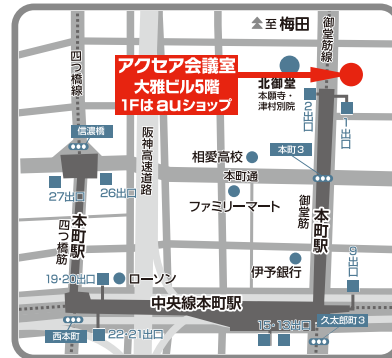 至 梅田
御堂筋線
四つ橋線
アクセア会議室
大雅ビル5階
1Fは auショップ
北御堂
本願寺・
津村別院
2出口
1出口
信濃橋
阪神高速道路
相愛高校
本町3
本町通
27出口
26出口
ファミリーマート
御堂筋
本町駅
四つ橋筋
本町駅
9出口
伊予銀行
19・20出口
ローソン
中央線本町駅
久太郎町3
西本町
22・21出口
15・13出口